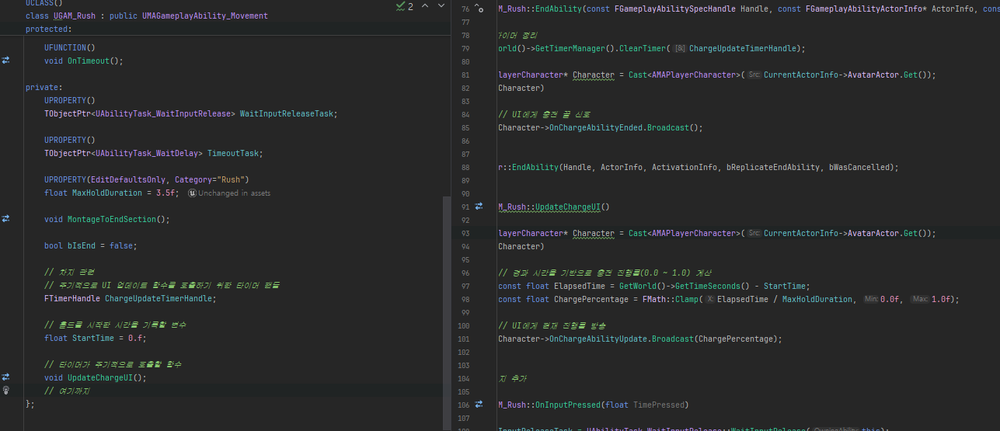 UCLASS()
class UGAM_Rush : public UMAGameplayAbility_Movement
protected:
UFUNCTION()
void OnTimeout();
private:
UPROPERTY()
TObjectPtr<UAbilityTask_WaitInputRelease> WaitInputReleaseTask;
UPROPERTY()
TObjectPtr<UAbilityTask_WaitDelay> TimeoutTask;
UPROPERTY(EditDefaultsOnly, Category="Rush")
float MaxHoldDuration = 3.5f; Unchanged in assets
void MontageToEndSection();
bool bIsEnd = false;
// 차지 관련
// 주기적으로 UI 업데이트 함수를 호출하기 위한 타이머 핸들
FTimerHandle ChargeUpdateTimerHandle;
// 홀드를 시작한 시간을 기록할 변수
float StartTime = 0.f;
// 타이머가 주기적으로 호출할 함수
void UpdateChargeUI();
// 여기까지
};
2
76 M_Rush::EndAbility(const FGameplayAbilitySpecHandle Handle, const FGameplayAbilityActorInfo* ActorInfo, cons
77
78 타이머 정리
79 orld()->GetTimerManager().ClearTimer([&]ChargeUpdateTimerHandle);
80
81 layerCharacter* Character = Cast<AMAPlayerCharacter>(Src:CurrentActorInfo->AvatarActor.Get());
82 Character)
83
84 // UI에게 충전 끝 신호
85 Character->OnChargeAbilityEnded.Broadcast();
86
87
88 r::EndAbility(Handle, ActorInfo, ActivationInfo, bReplicateEndAbility, bWasCancelled);
89
90
91 M_Rush::UpdateChargeUI()
92
93 layerCharacter* Character = Cast<AMAPlayerCharacter>(Src:CurrentActorInfo->AvatarActor.Get());
94 Character)
95
96 // 경과 시간을 기반으로 충전 진행률(0.0 ~ 1.0) 계산
97 const float ElapsedTime = GetWorld()->GetTimeSeconds() - StartTime;
98 const float ChargePercentage = FMath::Clamp(X:ElapsedTime / MaxHoldDuration, Min:0.0f, Max:1.0f);
99
100 // UI에게 현재 진행률 방송
101 Character->OnChargeAbilityUpdate.Broadcast(ChargePercentage);
102
103
104 지 추가
105
106 M_Rush::OnInputPressed(float TimePressed)
107